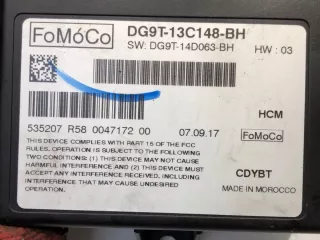 FoMoCo DG9T-13C148-BH
SW: DG9T-14D063-BH HW : 03
HCM
535207 R58 0047172 00 07.09.17 FoMoCo
THIS DEVICE COMPLIES WITH PART 15 OF THE FCC
RULES. OPERATION IS SUBJECT TO THE FOLLOWING
TWO CONDITIONS: (1) THIS DEVICE MAY NOT CAUSE
HARMFUL INTERFERENCE AND (2) THIS DEVICE MUST
ACCEPT ANY INTERFERENCE RECEIVED, INCLUDING
INTERFERENCE THAT MAY CAUSE UNDESIRED
OPERATION.
CDYBT
MADE IN MOROCCO